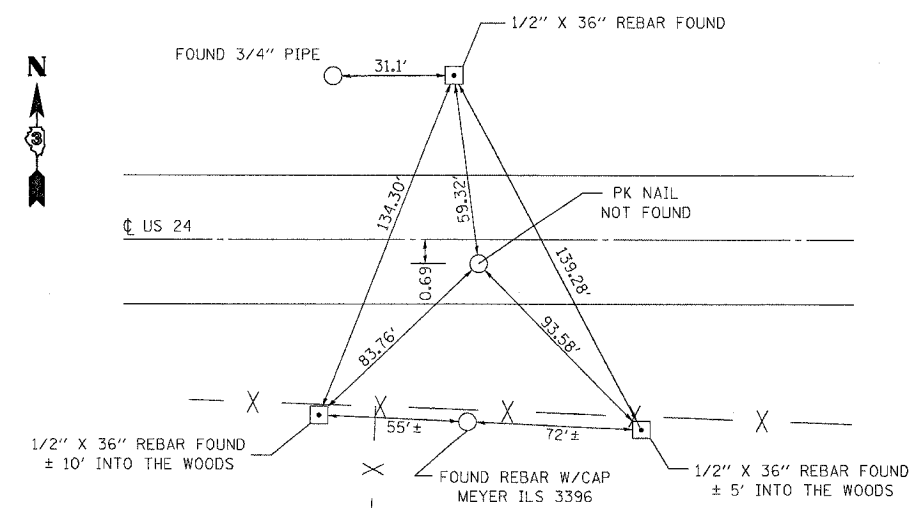 1/2" X 36" REBAR FOUND
FOUND 3/4" PIPE
31.1'
N
3
134.30'
59.32'
PK NAIL
NOT FOUND
℄ US 24
0.69
139.28'
83.76'
93.58'
X X X X X
55'±
72'±
1/2" X 36" REBAR FOUND
± 10' INTO THE WOODS
X
FOUND REBAR W/CAP
MEYER ILS 3396
1/2" X 36" REBAR FOUND
± 5' INTO THE WOODS